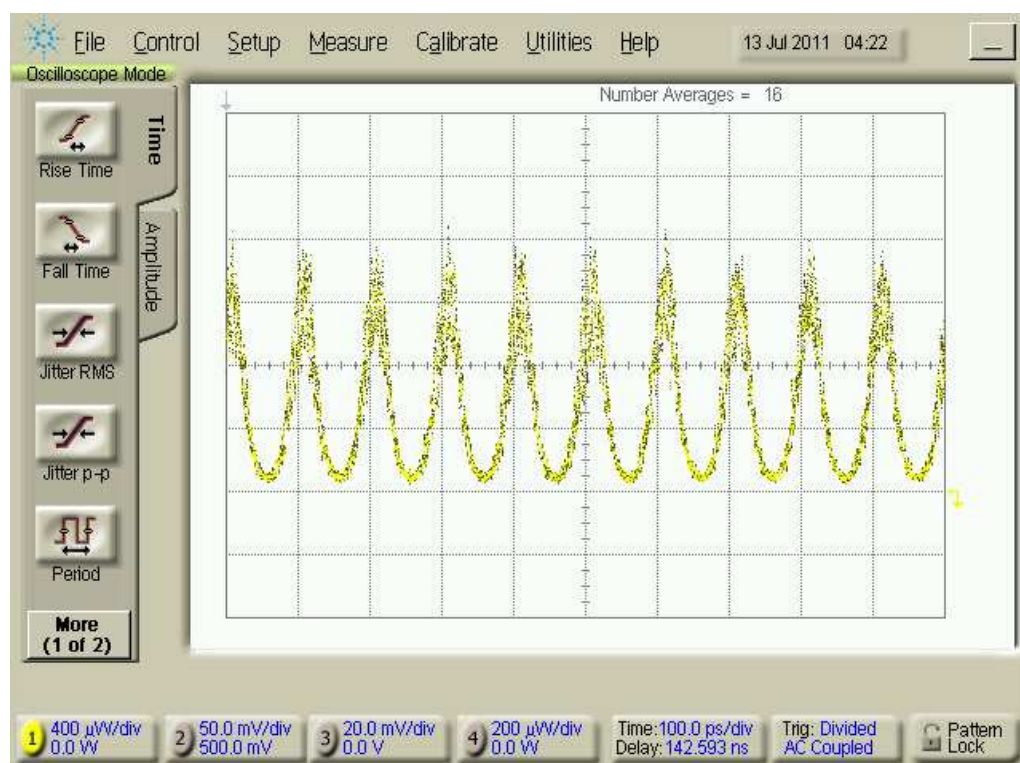 File Control Setup Measure Calibrate Utilities Help 13 Jul 2011 04:22
Oscilloscope Mode
Number Averages = 16
Time
Rise Time
Amplitude
Fall Time
Jitter RMS
Jitter p-p
Period
More
(1 of 2)
1 400 µW/div 2 50.0 mV/div 3 20.0 mV/div 4 200 µW/div Time:100.0 ps/div Trig: Divided Pattern
0.0 W 500.0 mV 0.0 V 0.0 W Delay:142.593 ns AC Coupled Lock